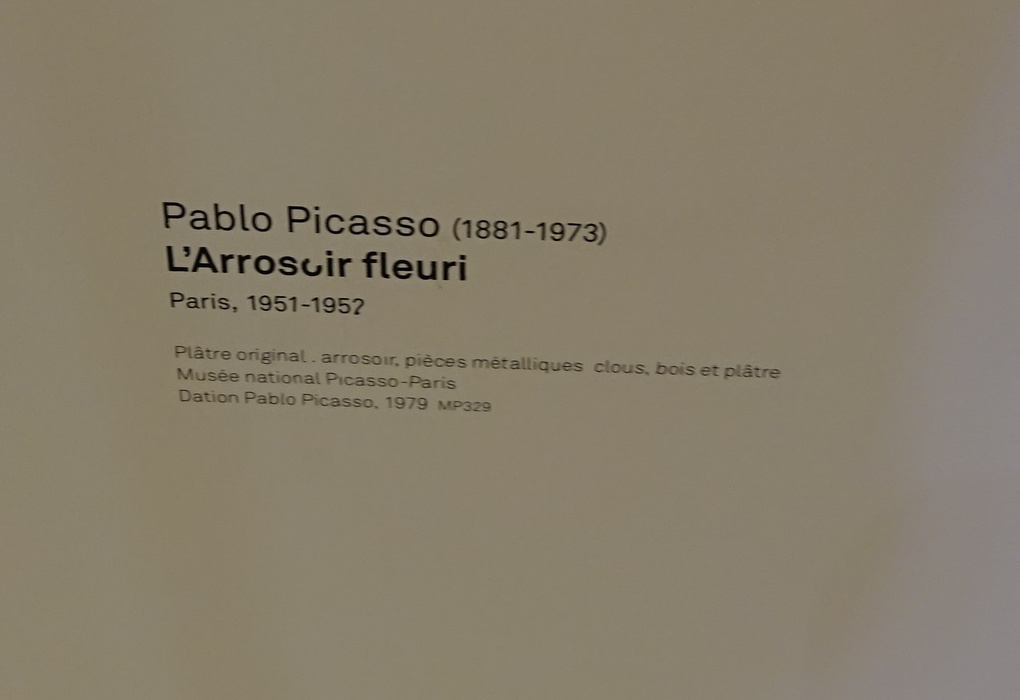 Pablo Picasso (1881-1973)
L'Arrosoir fleuri
Paris, 1951-1952
Plâtre original : arrosoir, pièces métalliques, clous, bois et plâtre
Musée national Picasso-Paris
Dation Pablo Picasso, 1979 MP329